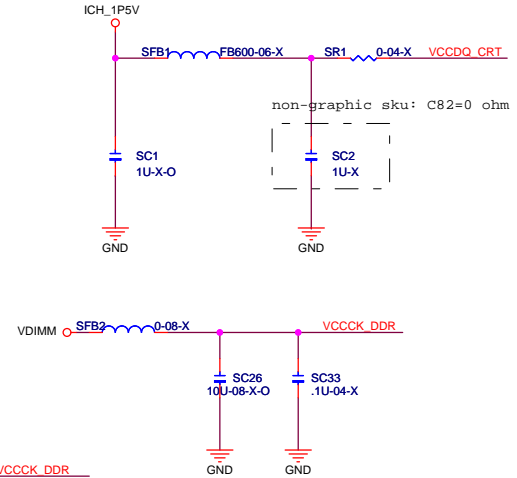 ICH_1P5V
SFB1 FB600-06-X SR1 0-04-X VCCDQ_CRT
non-graphic sku: C82=0 ohm
SC1 SC2
1U-X-O 1U-X
GND GND
VDIMM SFB2 0-08-X VCCCK_DDR
SC26 SC33
10U-08-X-O .1U-04-X
GND GND
VCCCK_DDR